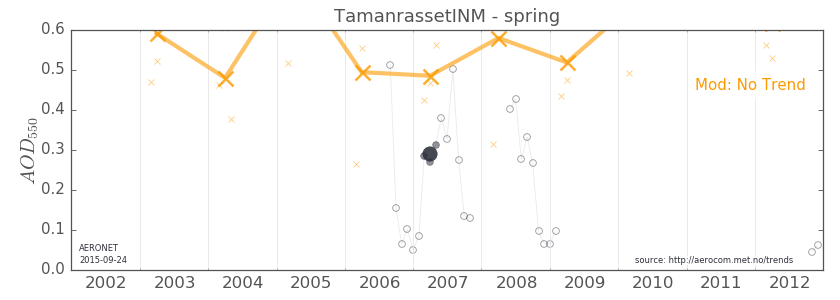 TamanrassetINM - spring
0.6
0.5
Mod: No Trend
0.4
0.3
AOD550
0.2
0.1
AERONET
2015-09-24
source: http://aerocom.met.no/trends
0.0
2002 2003 2004 2005 2006 2007 2008 2009 2010 2011 2012